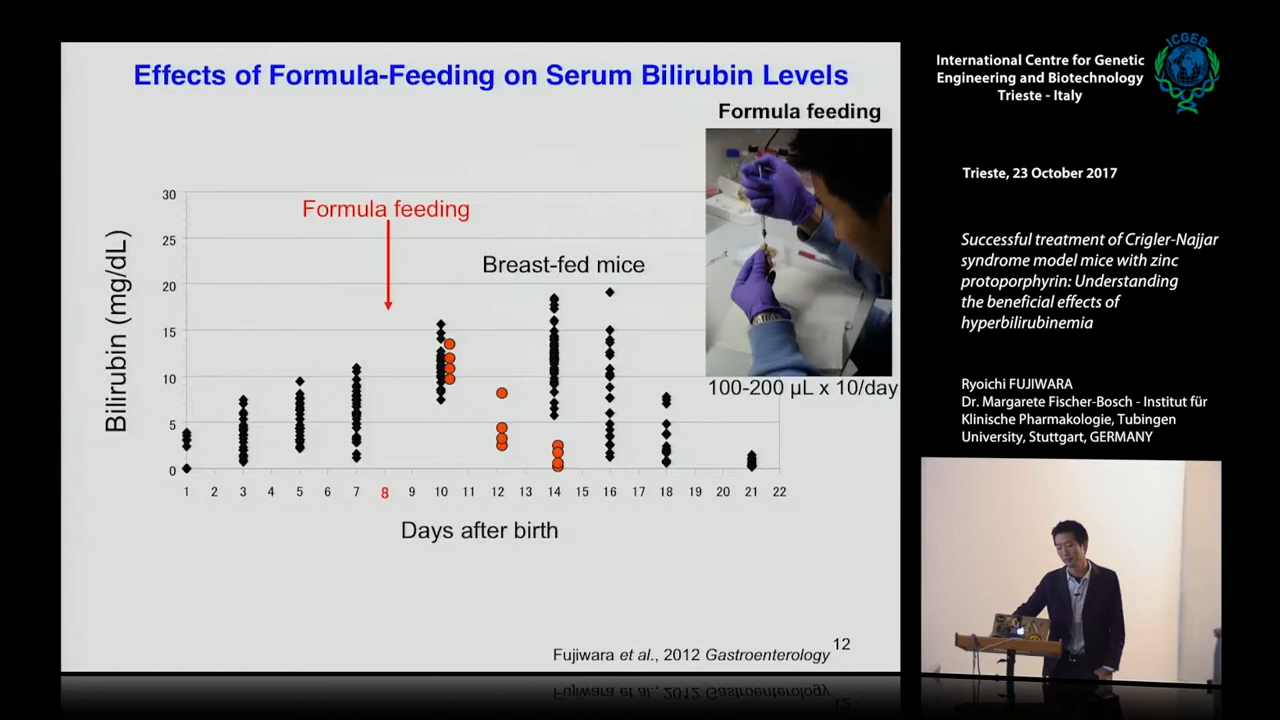 Effects of Formula-Feeding on Serum Bilirubin Levels
Formula feeding
30
25
20
15
10
5
0
Bilirubin (mg/dL)
Formula feeding
Breast-fed mice
100-200 µL x 10/day
1 2 3 4 5 6 7 8 9 10 11 12 13 14 15 16 17 18 19 20 21 22
Days after birth
Fujiwara et al., 2012 Gastroenterology
12
International Centre for Genetic
Engineering and Biotechnology
Trieste - Italy
ICGEB
Trieste, 23 October 2017
Successful treatment of Crigler-Najjar
syndrome model mice with zinc
protoporphyrin: Understanding
the beneficial effects of
hyperbilirubinemia
Ryoichi FUJIWARA
Dr. Margarete Fischer-Bosch - Institut für
Klinische Pharmakologie, Tubingen
University, Stuttgart, GERMANY